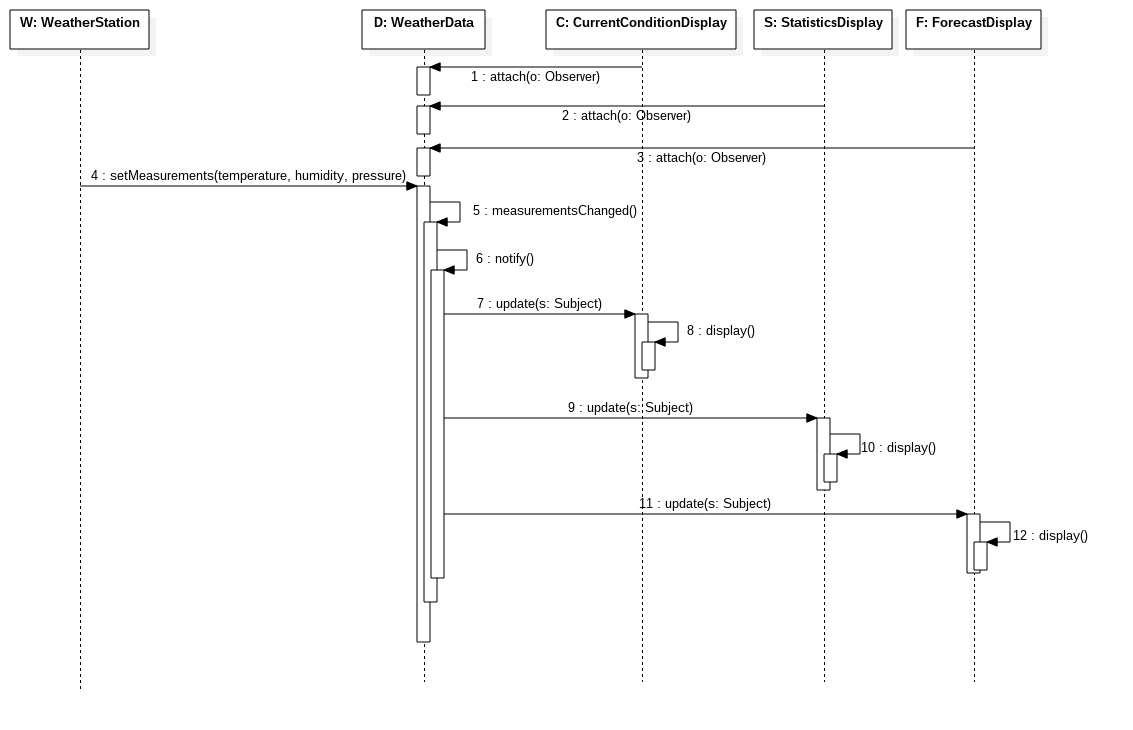 W: WeatherStation
D: WeatherData
C: CurrentConditionDisplay
S: StatisticsDisplay
F: ForecastDisplay
1 : attach(o: Observer)
2 : attach(o: Observer)
3 : attach(o: Observer)
4 : setMeasurements(temperature, humidity, pressure)
5 : measurementsChanged()
6 : notify()
7 : update(s: Subject)
8 : display()
9 : update(s: Subject)
10 : display()
11 : update(s: Subject)
12 : display()